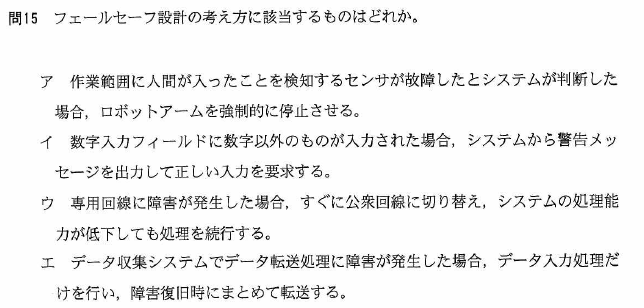 問15 フェールセーフ設計の考え方に該当するものはどれか。
ア 作業範囲に人間が入ったことを検知するセンサが故障したとシステムが判断した
場合，ロボットアームを強制的に停止させる。
イ 数字入力フィールドに数字以外のものが入力された場合，システムから警告メッ
セージを出力して正しい入力を要求する。
ウ 専用回線に障害が発生した場合，すぐに公衆回線に切り替え，システムの処理能
力が低下しても処理を続行する。
エ データ収集システムでデータ転送処理に障害が発生した場合，データ入力処理だ
けを行い，障害復旧時にまとめて転送する。